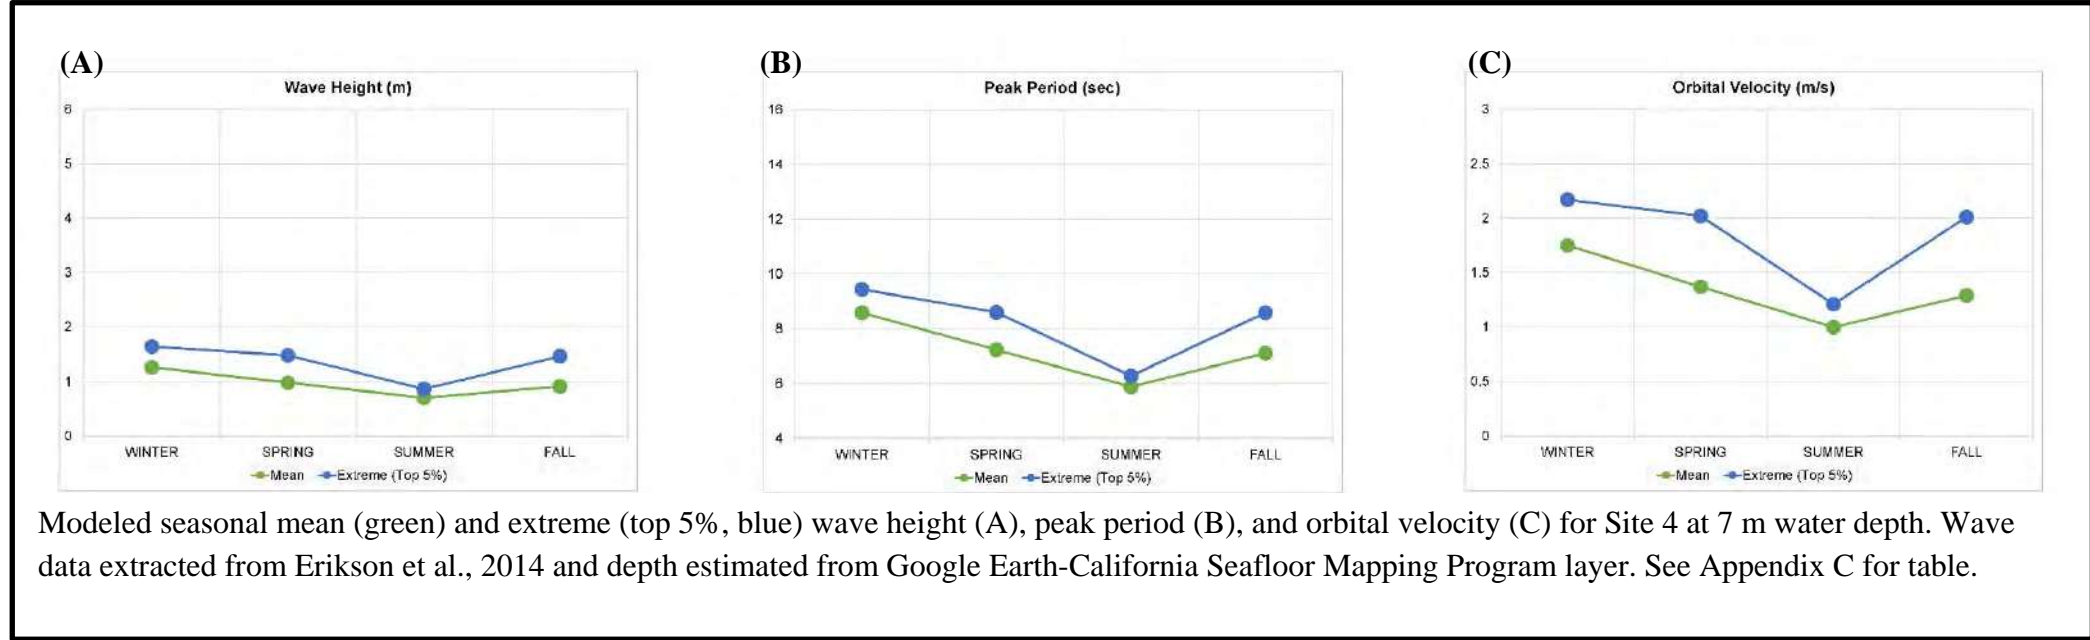 (A)
Wave Height (m)
6
5
4
3
2
1
0
WINTER SPRING SUMMER FALL
Mean Extreme (Top 5%)
(B)
Peak Period (sec)
16
14
12
10
8
6
4
WINTER SPRING SUMMER FALL
Mean Extreme (Top 5%)
(C)
Orbital Velocity (m/s)
3
2.5
2
1.5
1
0.5
0
WINTER SPRING SUMMER FALL
Mean Extreme (Top 5%)
Modeled seasonal mean (green) and extreme (top 5%, blue) wave height (A), peak period (B), and orbital velocity (C) for Site 4 at 7 m water depth. Wave
data extracted from Erikson et al., 2014 and depth estimated from Google Earth-California Seafloor Mapping Program layer. See Appendix C for table.